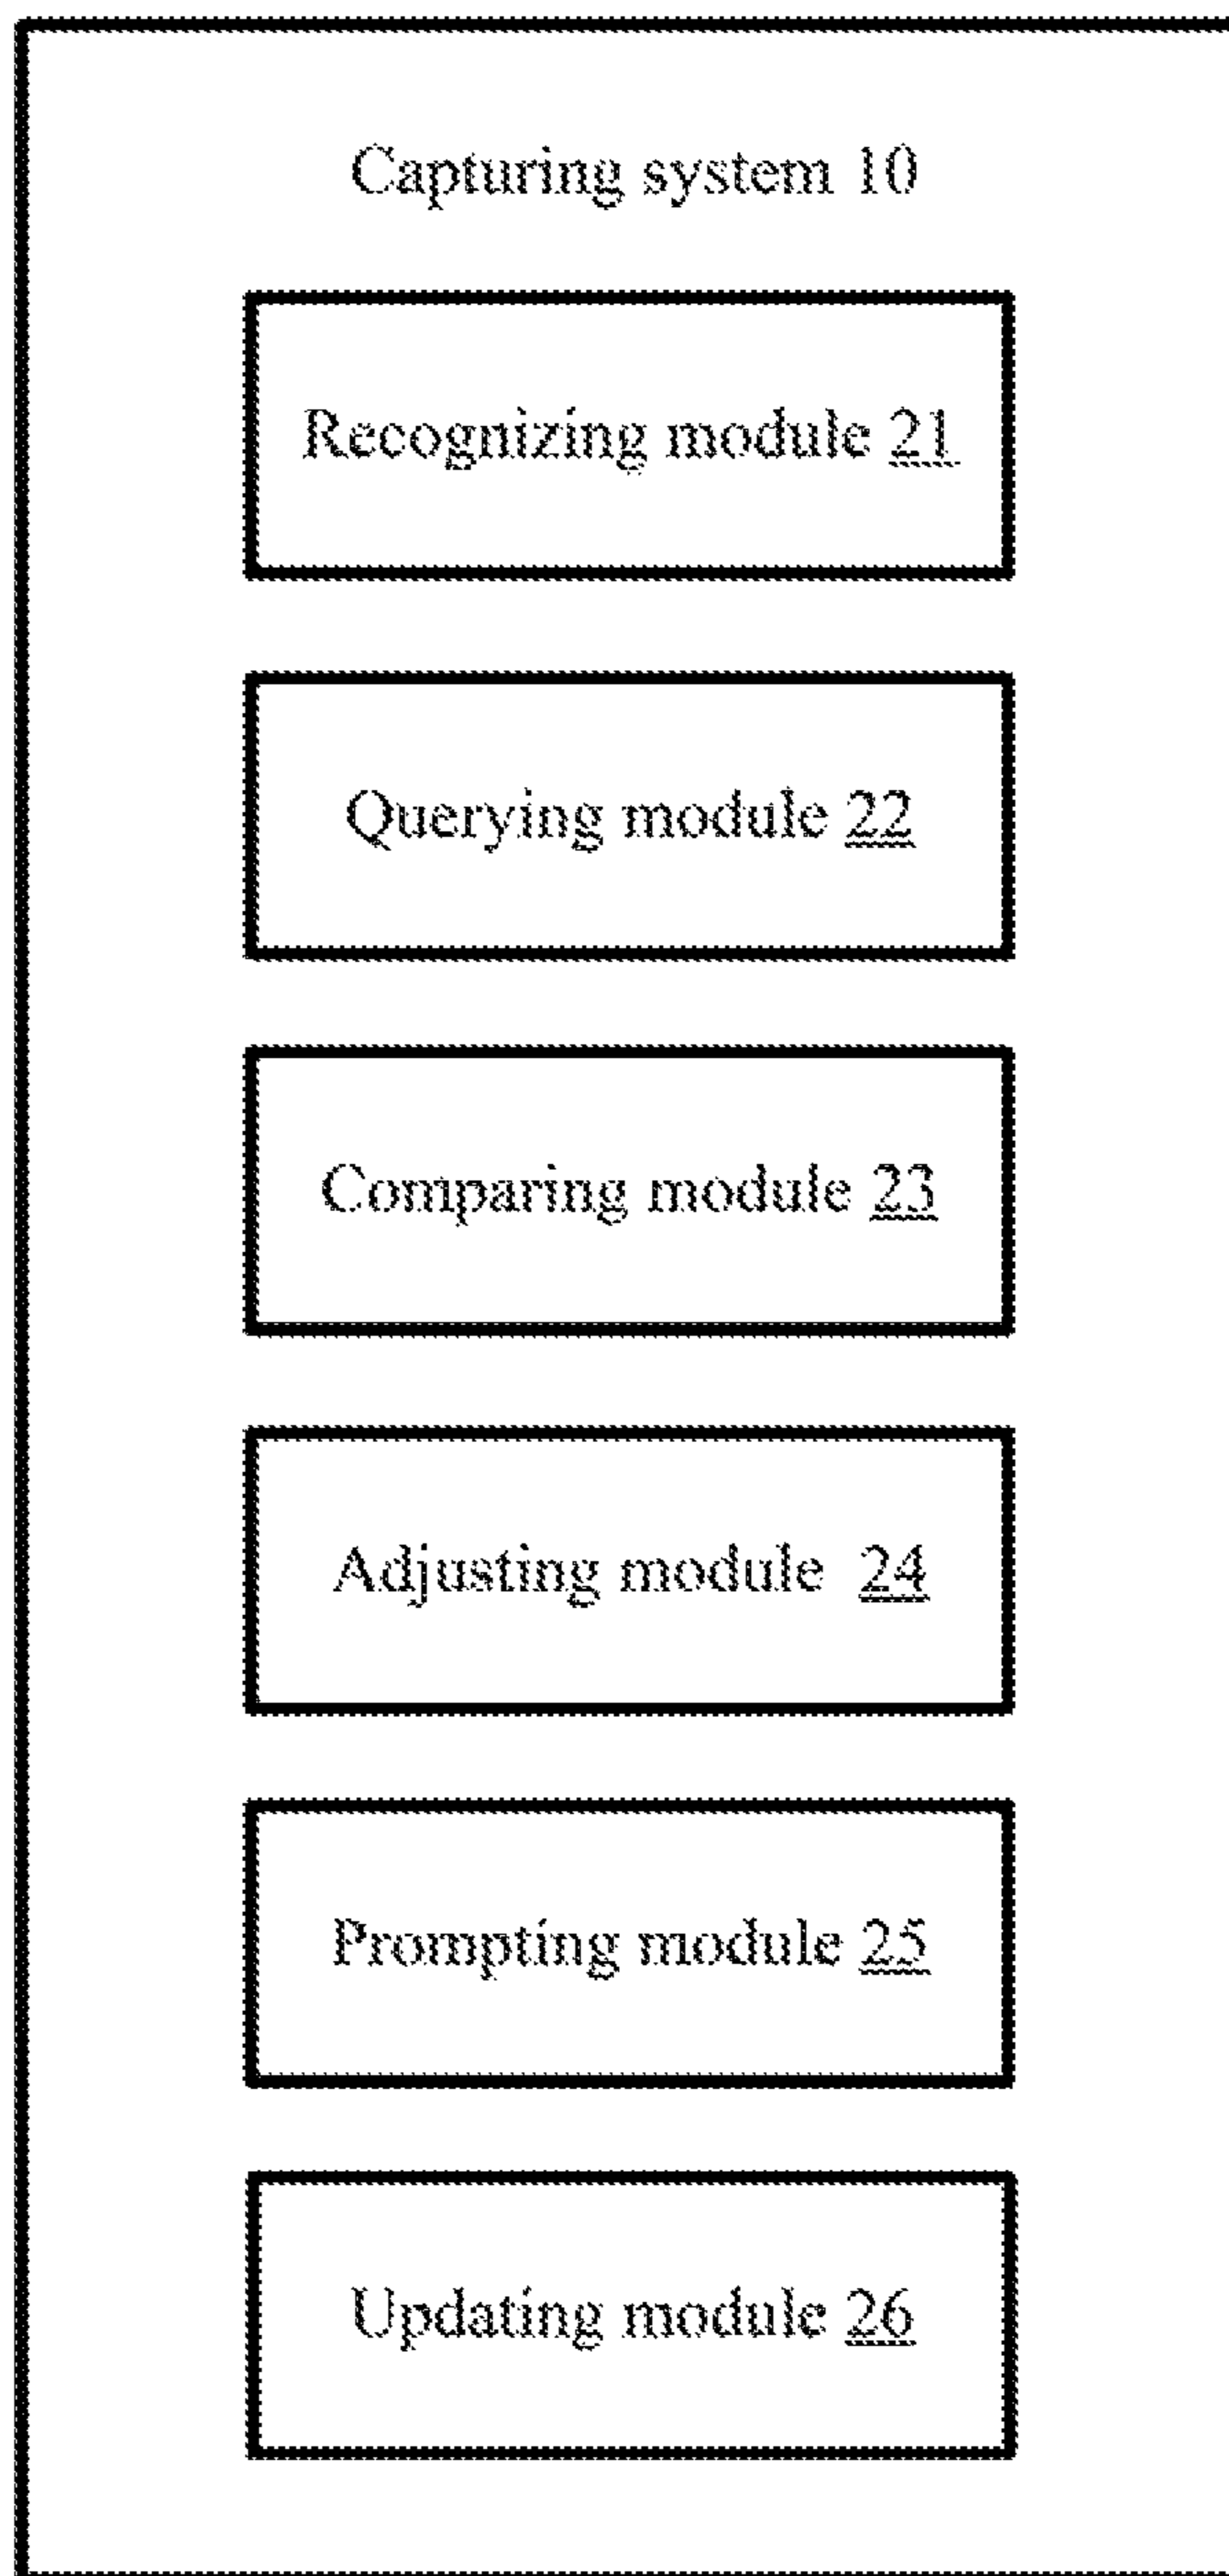 Capturing system 10
Recognizing module 21
Querying module 22
Comparing module 23
Adjusting module 24
Prompting module 25
Updating module 26